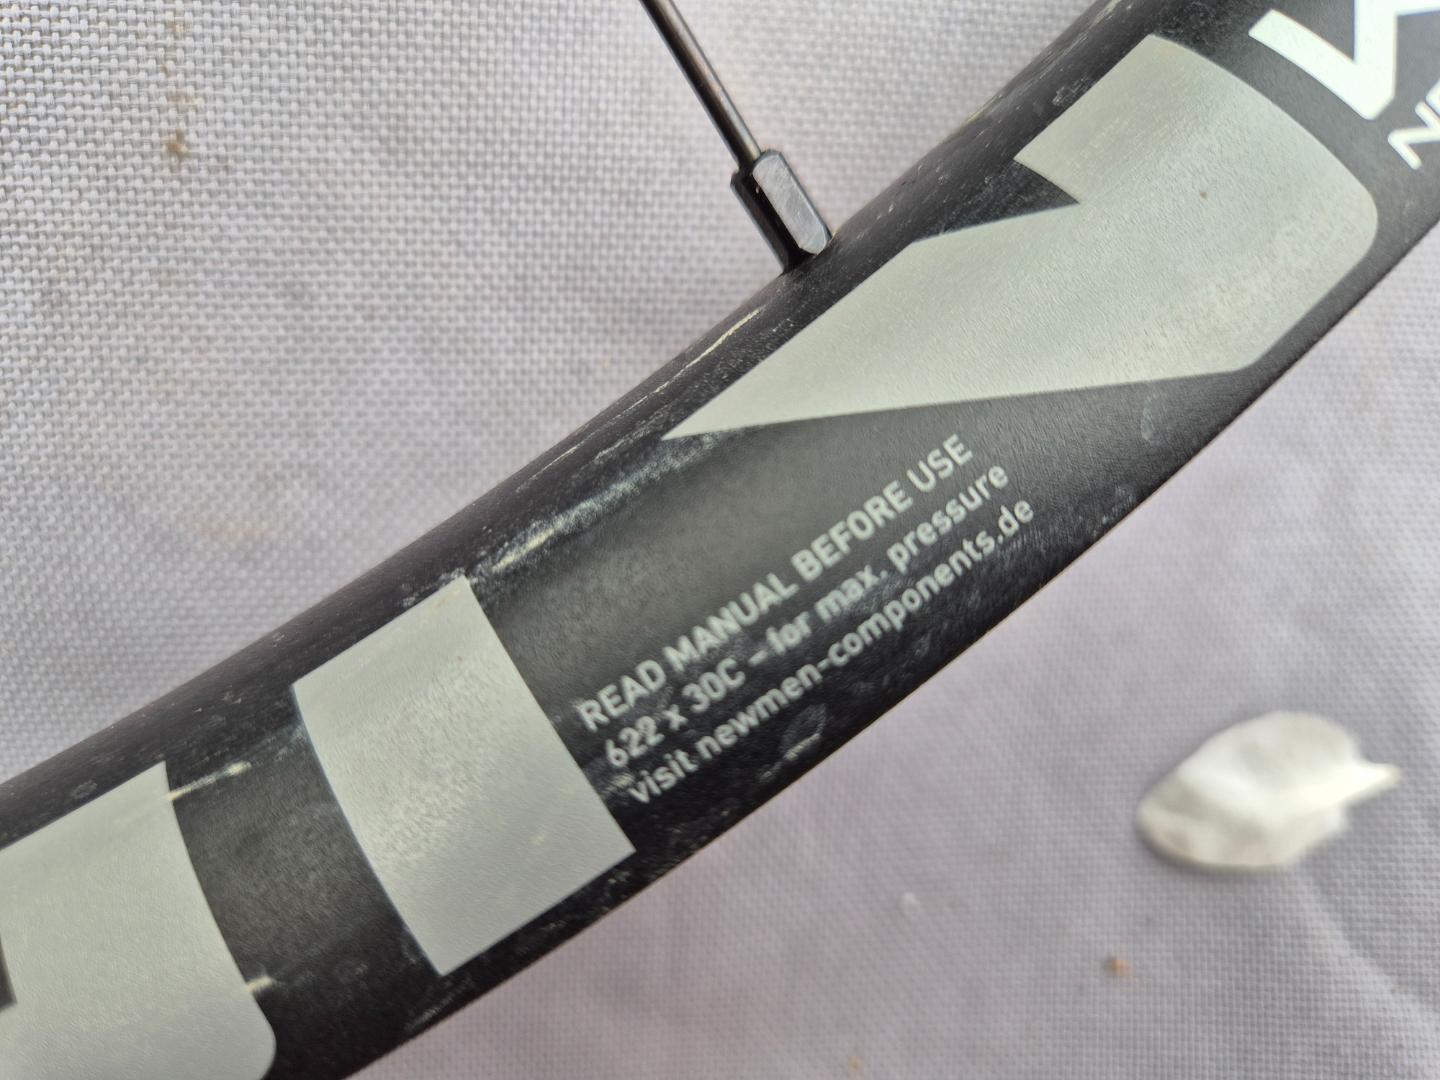 READ MANUAL BEFORE USE
622 x 30C – for max. pressure
visit newmen-components.de